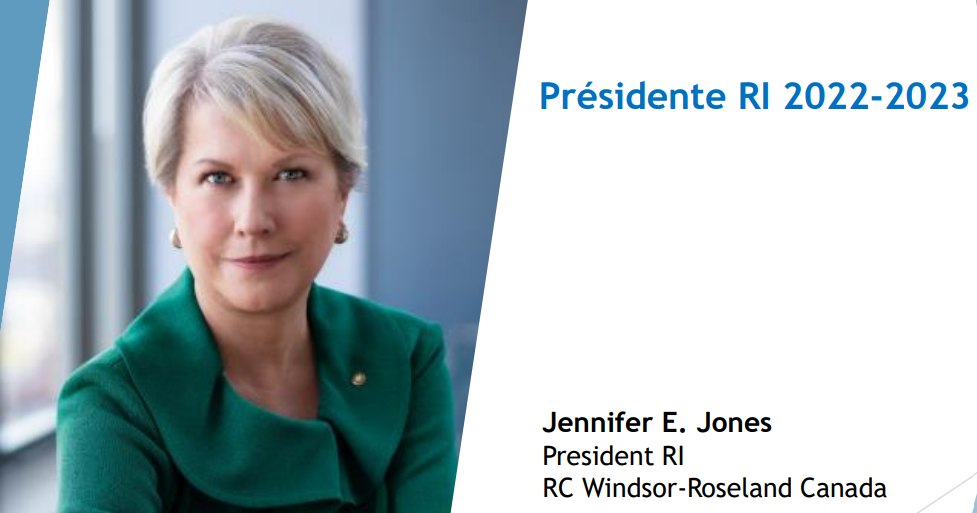 Présidente RI 2022-2023
Jennifer E. Jones
President RI
RC Windsor-Roseland Canada